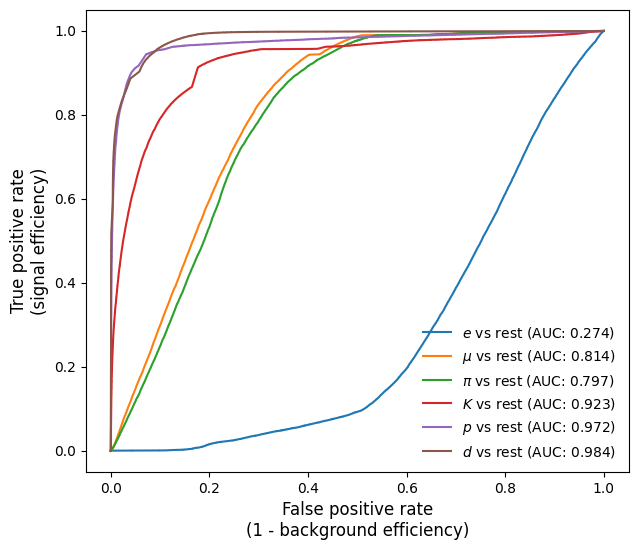 1.0
0.8
0.6
0.4
0.2
0.0
True positive rate
(signal efficiency)
e vs rest (AUC: 0.274)
μ vs rest (AUC: 0.814)
π vs rest (AUC: 0.797)
K vs rest (AUC: 0.923)
p vs rest (AUC: 0.972)
d vs rest (AUC: 0.984)
0.0 0.2 0.4 0.6 0.8 1.0
False positive rate
(1 - background efficiency)